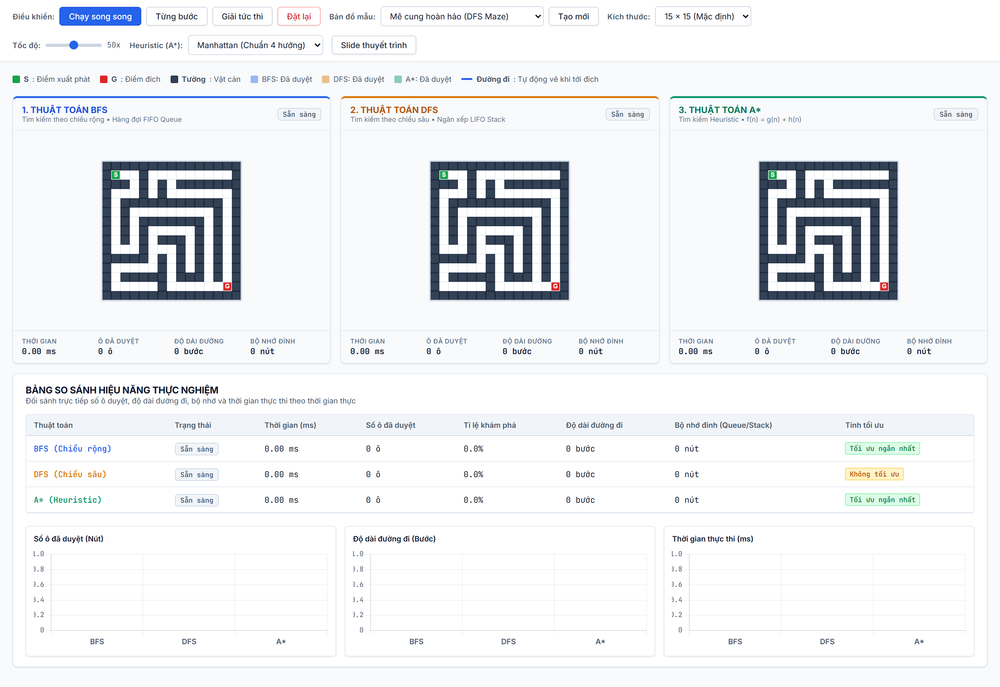 Điều khiển: Chạy song song Từng bước Giải tức thì Đặt lại Bản đồ mẫu: Mê cung hoàn hảo (DFS Maze) Tạo mới Kích thước: 15 × 15 (Mặc định)
Tốc độ: 50x Heuristic (A*): Manhattan (Chuẩn 4 hướng) Slide thuyết trình
S : Điểm xuất phát G : Điểm đích Tường : Vật cản BFS: Đã duyệt DFS: Đã duyệt A*: Đã duyệt Đường đi : Tự động vẽ khi tới đích
1. THUẬT TOÁN BFS
Tìm kiếm theo chiều rộng • Hàng đợi FIFO Queue
Sẵn sàng
S
G
THỜI GIAN Ô ĐÃ DUYỆT ĐỘ DÀI ĐƯỜNG BỘ NHỚ ĐỈNH
0.00 ms 0 ô 0 bước 0 nút
2. THUẬT TOÁN DFS
Tìm kiếm theo chiều sâu • Ngăn xếp LIFO Stack
Sẵn sàng
S
G
THỜI GIAN Ô ĐÃ DUYỆT ĐỘ DÀI ĐƯỜNG BỘ NHỚ ĐỈNH
0.00 ms 0 ô 0 bước 0 nút
3. THUẬT TOÁN A*
Tìm kiếm Heuristic • f(n) = g(n) + h(n)
Sẵn sàng
S
G
THỜI GIAN Ô ĐÃ DUYỆT ĐỘ DÀI ĐƯỜNG BỘ NHỚ ĐỈNH
0.00 ms 0 ô 0 bước 0 nút
BẢNG SO SÁNH HIỆU NĂNG THỰC NGHIỆM
Đối sánh trực tiếp số ô duyệt, độ dài đường đi, bộ nhớ và thời gian thực thi theo thời gian thực
Thuật toán Trạng thái Thời gian (ms) Số ô đã duyệt Tỉ lệ khám phá Độ dài đường đi Bộ nhớ đỉnh (Queue/Stack) Tính tối ưu
BFS (Chiều rộng) Sẵn sàng 0.00 ms 0 ô 0.0% 0 bước 0 nút Tối ưu ngắn nhất
DFS (Chiều sâu) Sẵn sàng 0.00 ms 0 ô 0.0% 0 bước 0 nút Không tối ưu
A* (Heuristic) Sẵn sàng 0.00 ms 0 ô 0.0% 0 bước 0 nút Tối ưu ngắn nhất
Số ô đã duyệt (Nút)
1.0
0.8
0.6
0.4
0.2
0
BFS DFS A*
Độ dài đường đi (Bước)
1.0
0.8
0.6
0.4
0.2
0
BFS DFS A*
Thời gian thực thi (ms)
1.0
0.8
0.6
0.4
0.2
0
BFS DFS A*